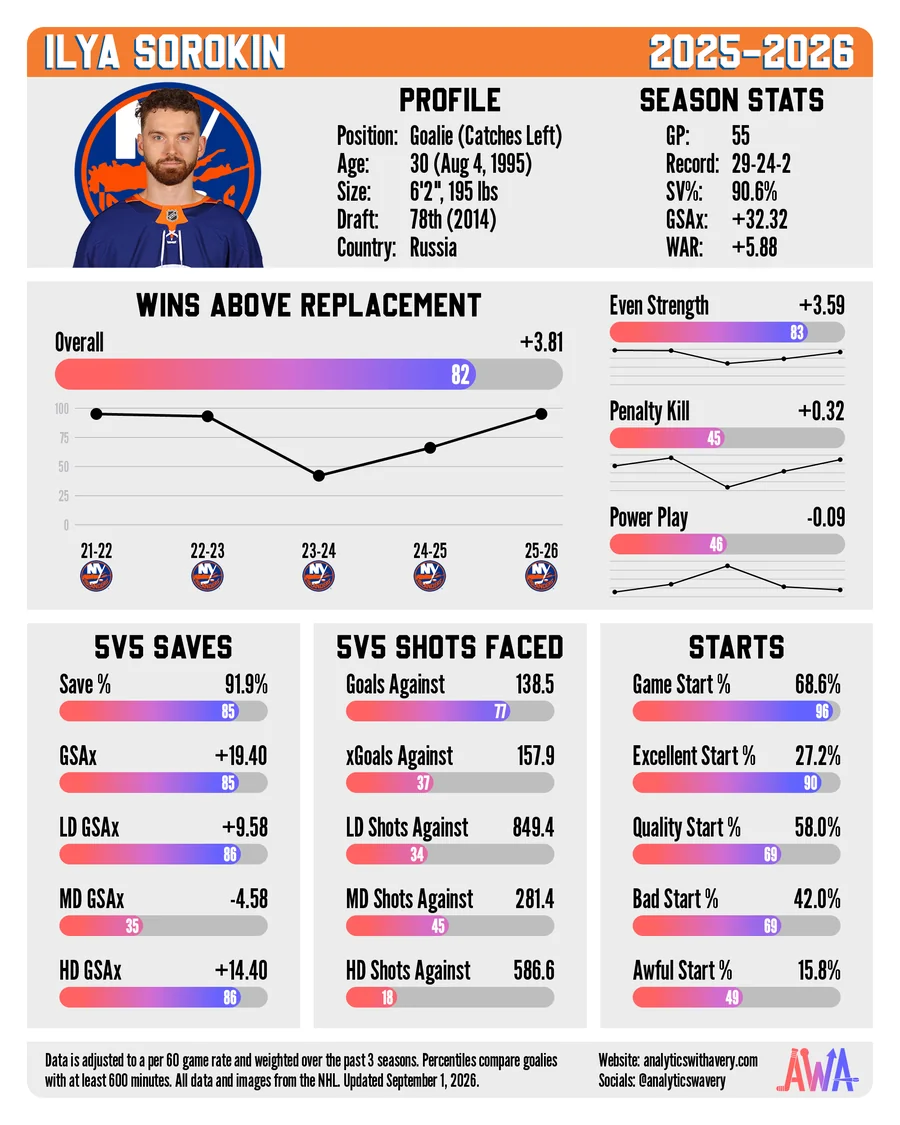 ILYA SOROKIN
2025-2026
PROFILE
Position: Goalie (Catches Left)
Age: 30 (Aug 4, 1995)
Size: 6'2", 195 lbs
Draft: 78th (2014)
Country: Russia
SEASON STATS
GP: 55
Record: 29-24-2
SV%: 90.6%
GSAx: +32.32
WAR: +5.88
WINS ABOVE REPLACEMENT
Overall +3.81
82
100
75
50
25
0
21-22 22-23 23-24 24-25 25-26
NY NY NY NY NY
Even Strength +3.59
83
Penalty Kill +0.32
45
Power Play -0.09
46
5V5 SAVES
Save % 91.9%
85
GSAx +19.40
85
LD GSAx +9.58
86
MD GSAx -4.58
35
HD GSAx +14.40
86
5V5 SHOTS FACED
Goals Against 138.5
77
xGoals Against 157.9
37
LD Shots Against 849.4
34
MD Shots Against 281.4
45
HD Shots Against 586.6
18
STARTS
Game Start % 68.6%
96
Excellent Start % 27.2%
90
Quality Start % 58.0%
69
Bad Start % 42.0%
69
Awful Start % 15.8%
49
Data is adjusted to a per 60 game rate and weighted over the past 3 seasons. Percentiles compare goalies
with at least 600 minutes. All data and images from the NHL. Updated September 1, 2026.
Website: analyticswithavery.com
Socials: @analyticswavery
AWA